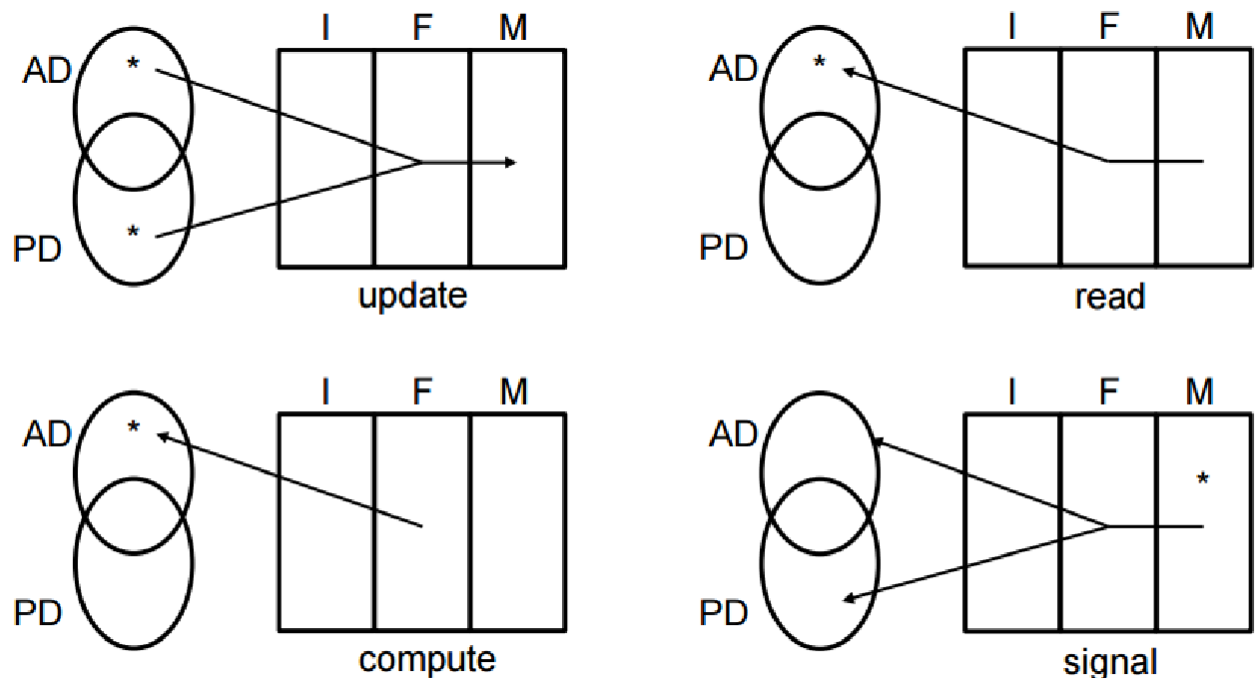 I F M I F M
AD * AD *
PD * PD
update read
I F M I F M
AD * AD *
PD PD
compute signal